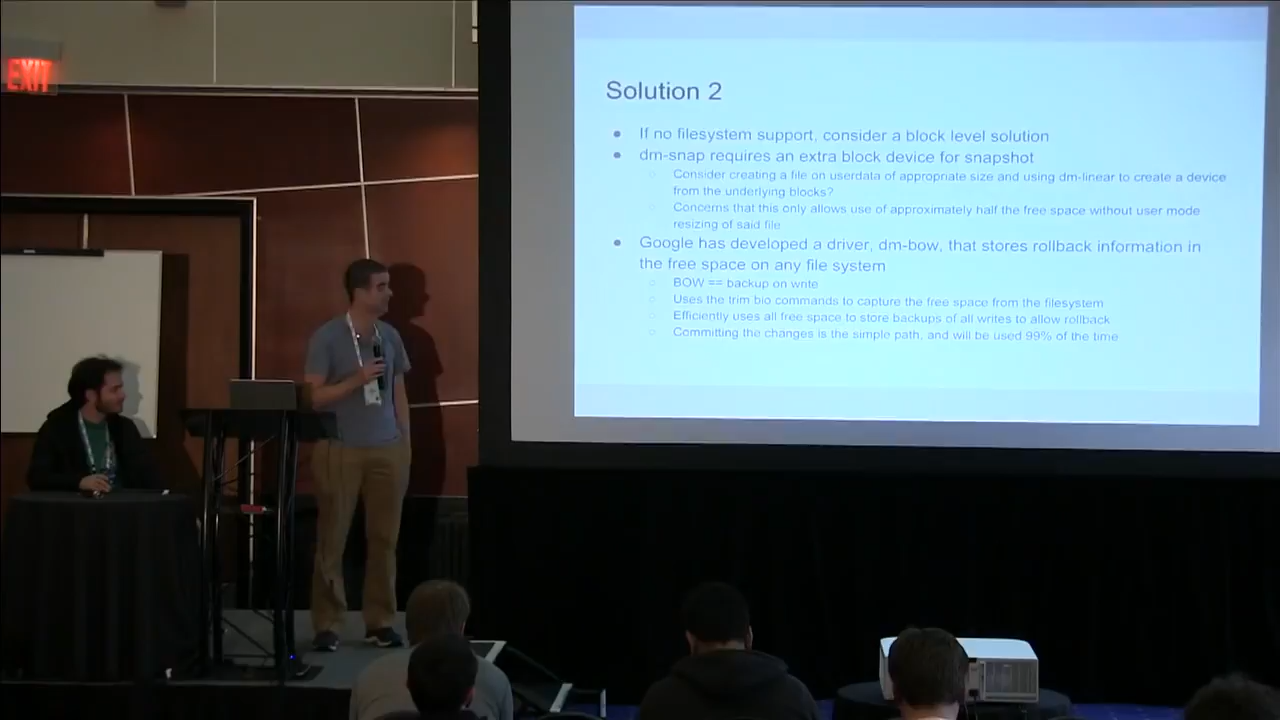 EXIT
Solution 2
If no filesystem support, consider a block level solution
dm-snap requires an extra block device for snapshot
Consider creating a file on userdata of appropriate size and using dm-linear to create a device
from the underlying blocks?
Concerns that this only allows use of approximately half the free space without user mode
resizing of said file
Google has developed a driver, dm-bow, that stores rollback information in
the free space on any file system
BOW == backup on write
Uses the trim bio commands to capture the free space from the filesystem
Efficiently uses all free space to store backups of all writes to allow rollback
Committing the changes is the simple path, and will be used 99% of the time